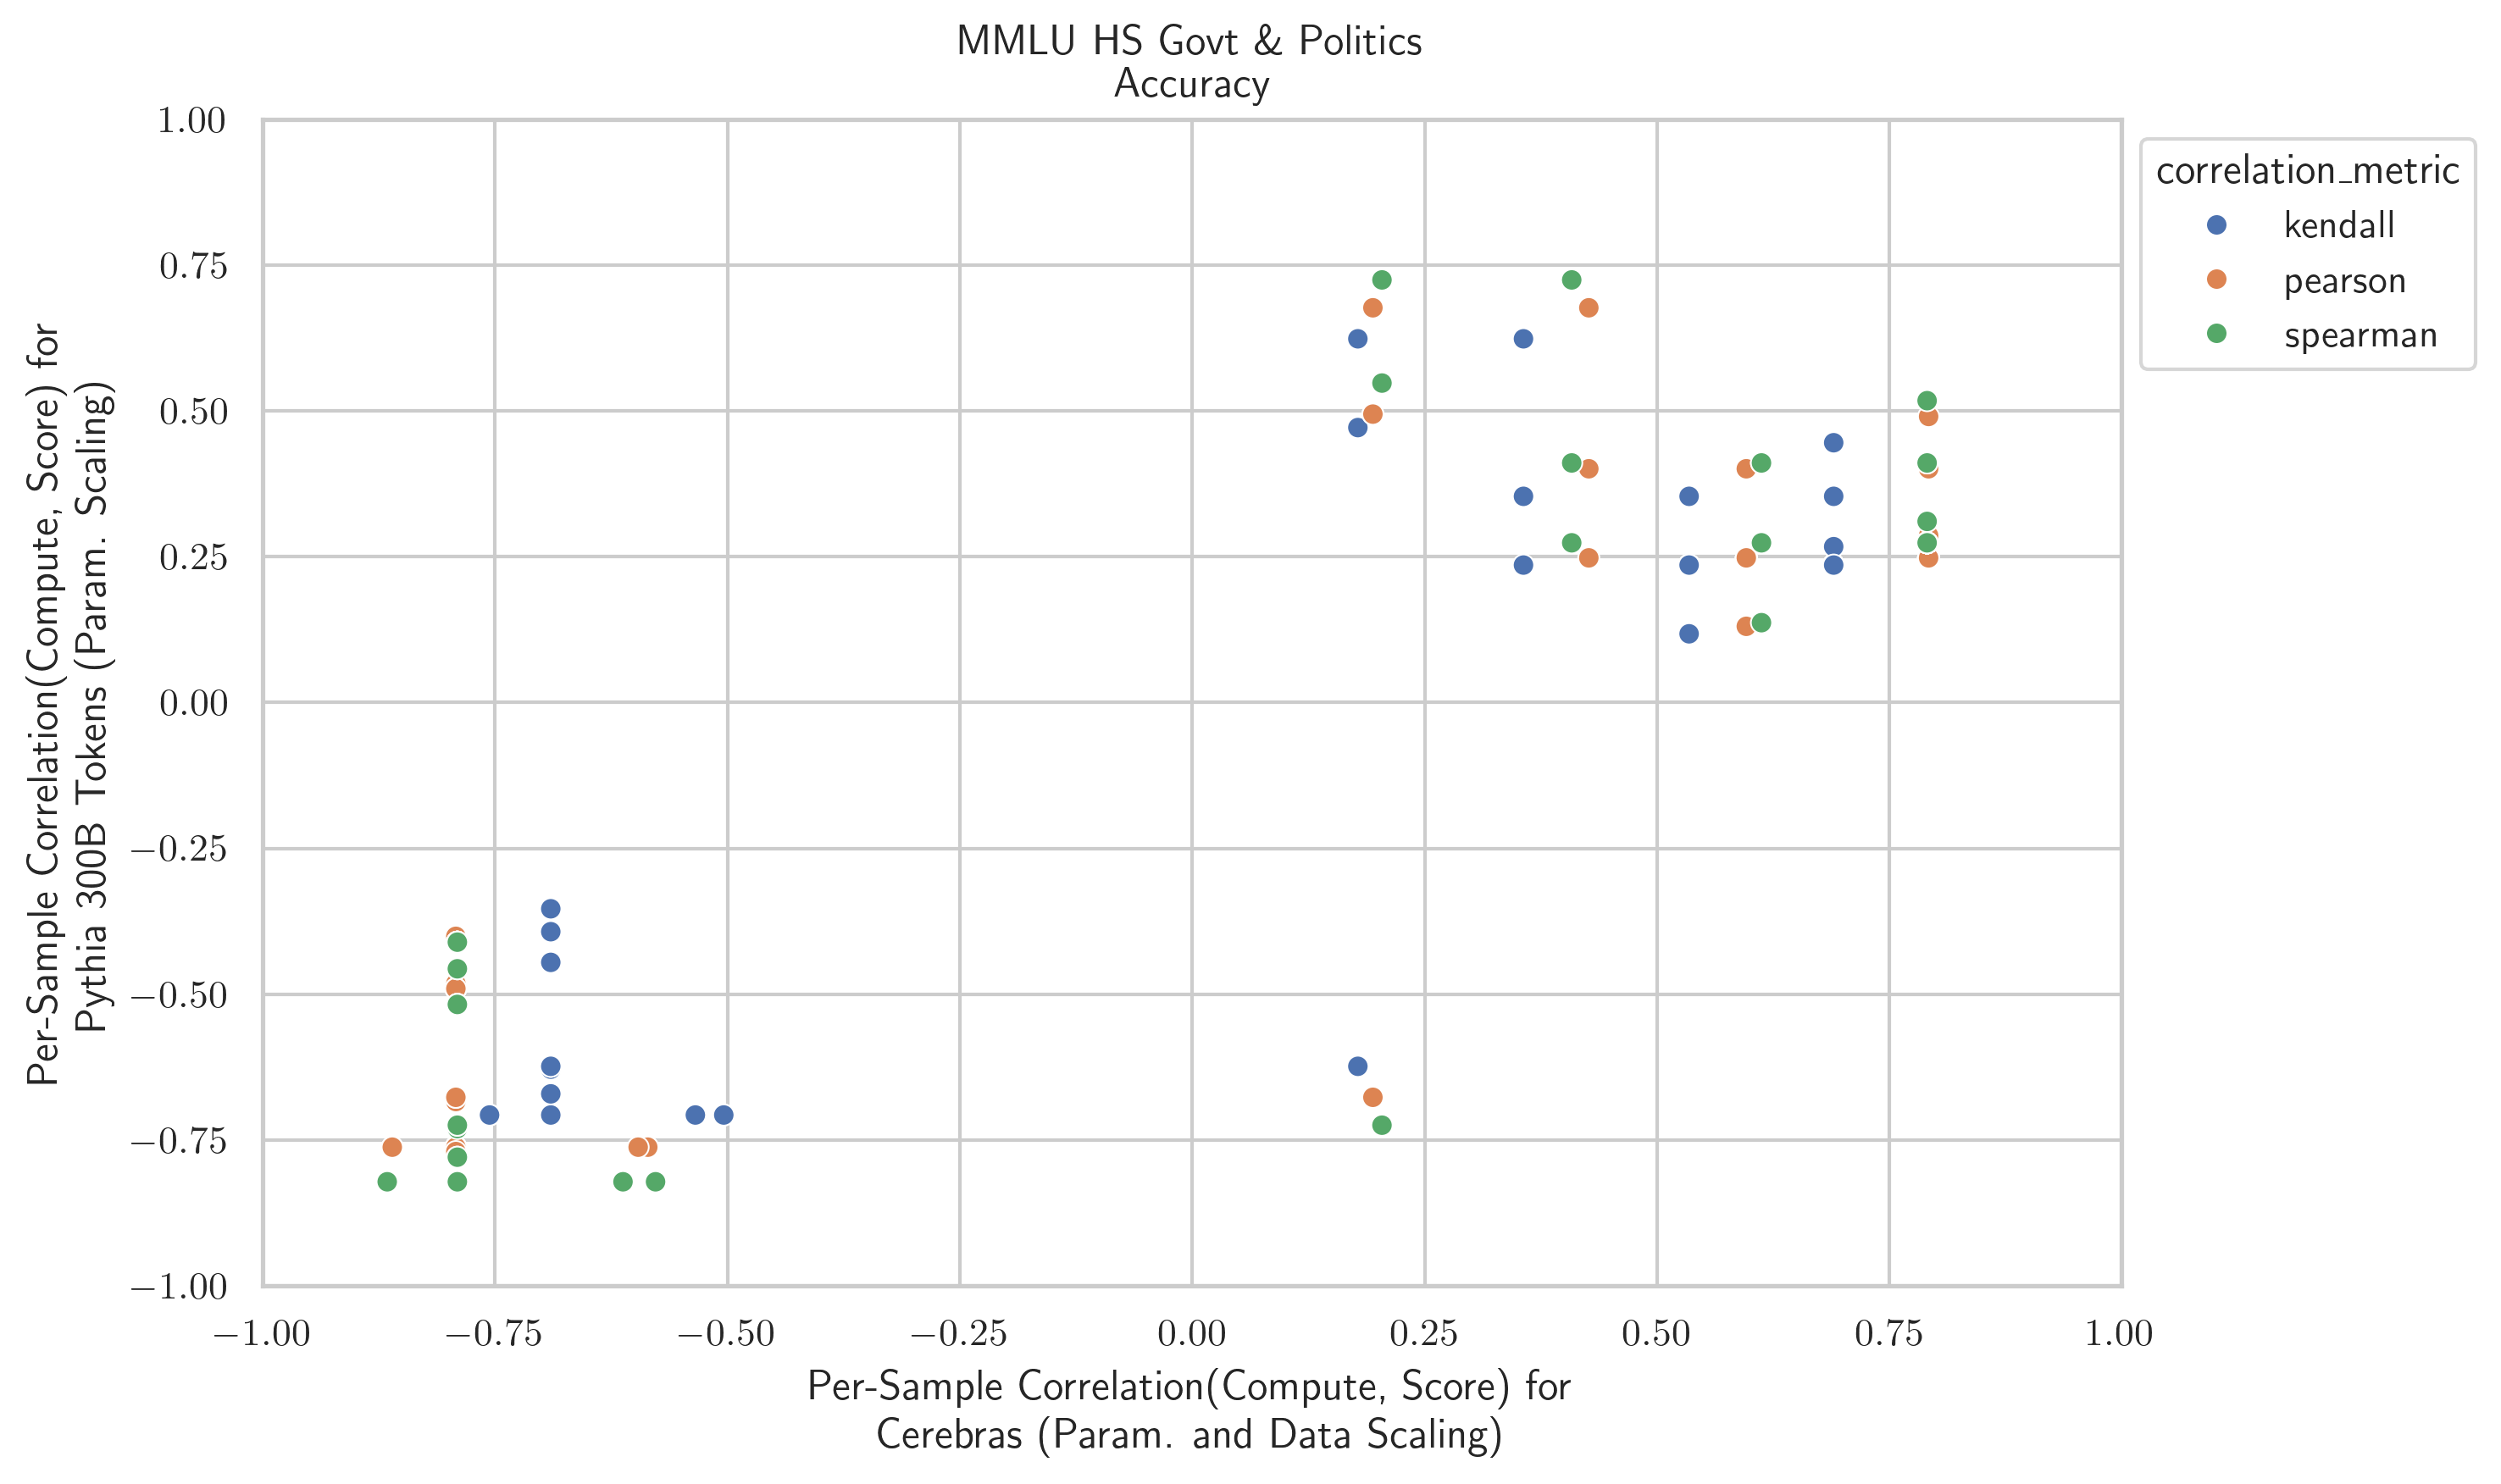 MMLU HS Govt & Politics
Accuracy
1.00
0.75
0.50
0.25
0.00
−0.25
−0.50
−0.75
−1.00
Per-Sample Correlation(Compute, Score) for
Pythia 300B Tokens (Param. Scaling)
correlation_metric
kendall
pearson
spearman
−1.00 −0.75 −0.50 −0.25 0.00 0.25 0.50 0.75 1.00
Per-Sample Correlation(Compute, Score) for
Cerebras (Param. and Data Scaling)